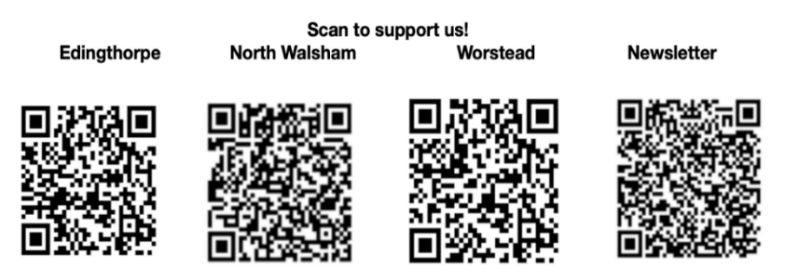 Scan to support us!
Edingthorpe North Walsham Worstead Newsletter